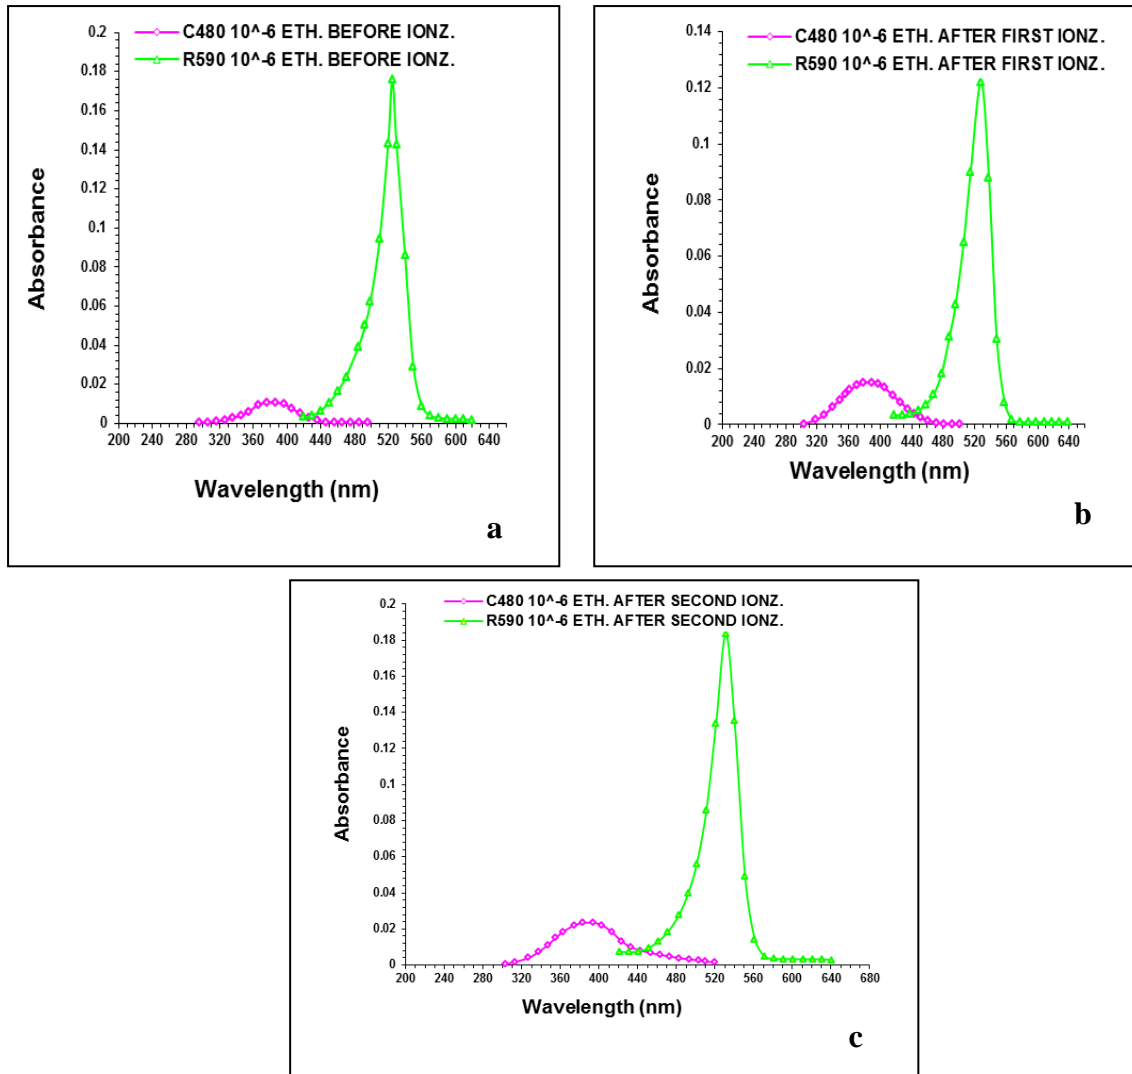 C480 10^-6 ETH. BEFORE IONZ.
R590 10^-6 ETH. BEFORE IONZ.
Absorbance
0.2
0.18
0.16
0.14
0.12
0.1
0.08
0.06
0.04
0.02
0
200 240 280 320 360 400 440 480 520 560 600 640
Wavelength (nm)
a
C480 10^-6 ETH. AFTER FIRST IONZ.
R590 10^-6 ETH. AFTER FIRST IONZ.
Absorbance
0.14
0.12
0.1
0.08
0.06
0.04
0.02
0
200 240 280 320 360 400 440 480 520 560 600 640
Wavelength (nm)
b
C480 10^-6 ETH. AFTER SECOND IONZ.
R590 10^-6 ETH. AFTER SECOND IONZ.
Absorbance
0.2
0.18
0.16
0.14
0.12
0.1
0.08
0.06
0.04
0.02
0
200 240 280 320 360 400 440 480 520 560 600 640 680
Wavelength (nm)
c